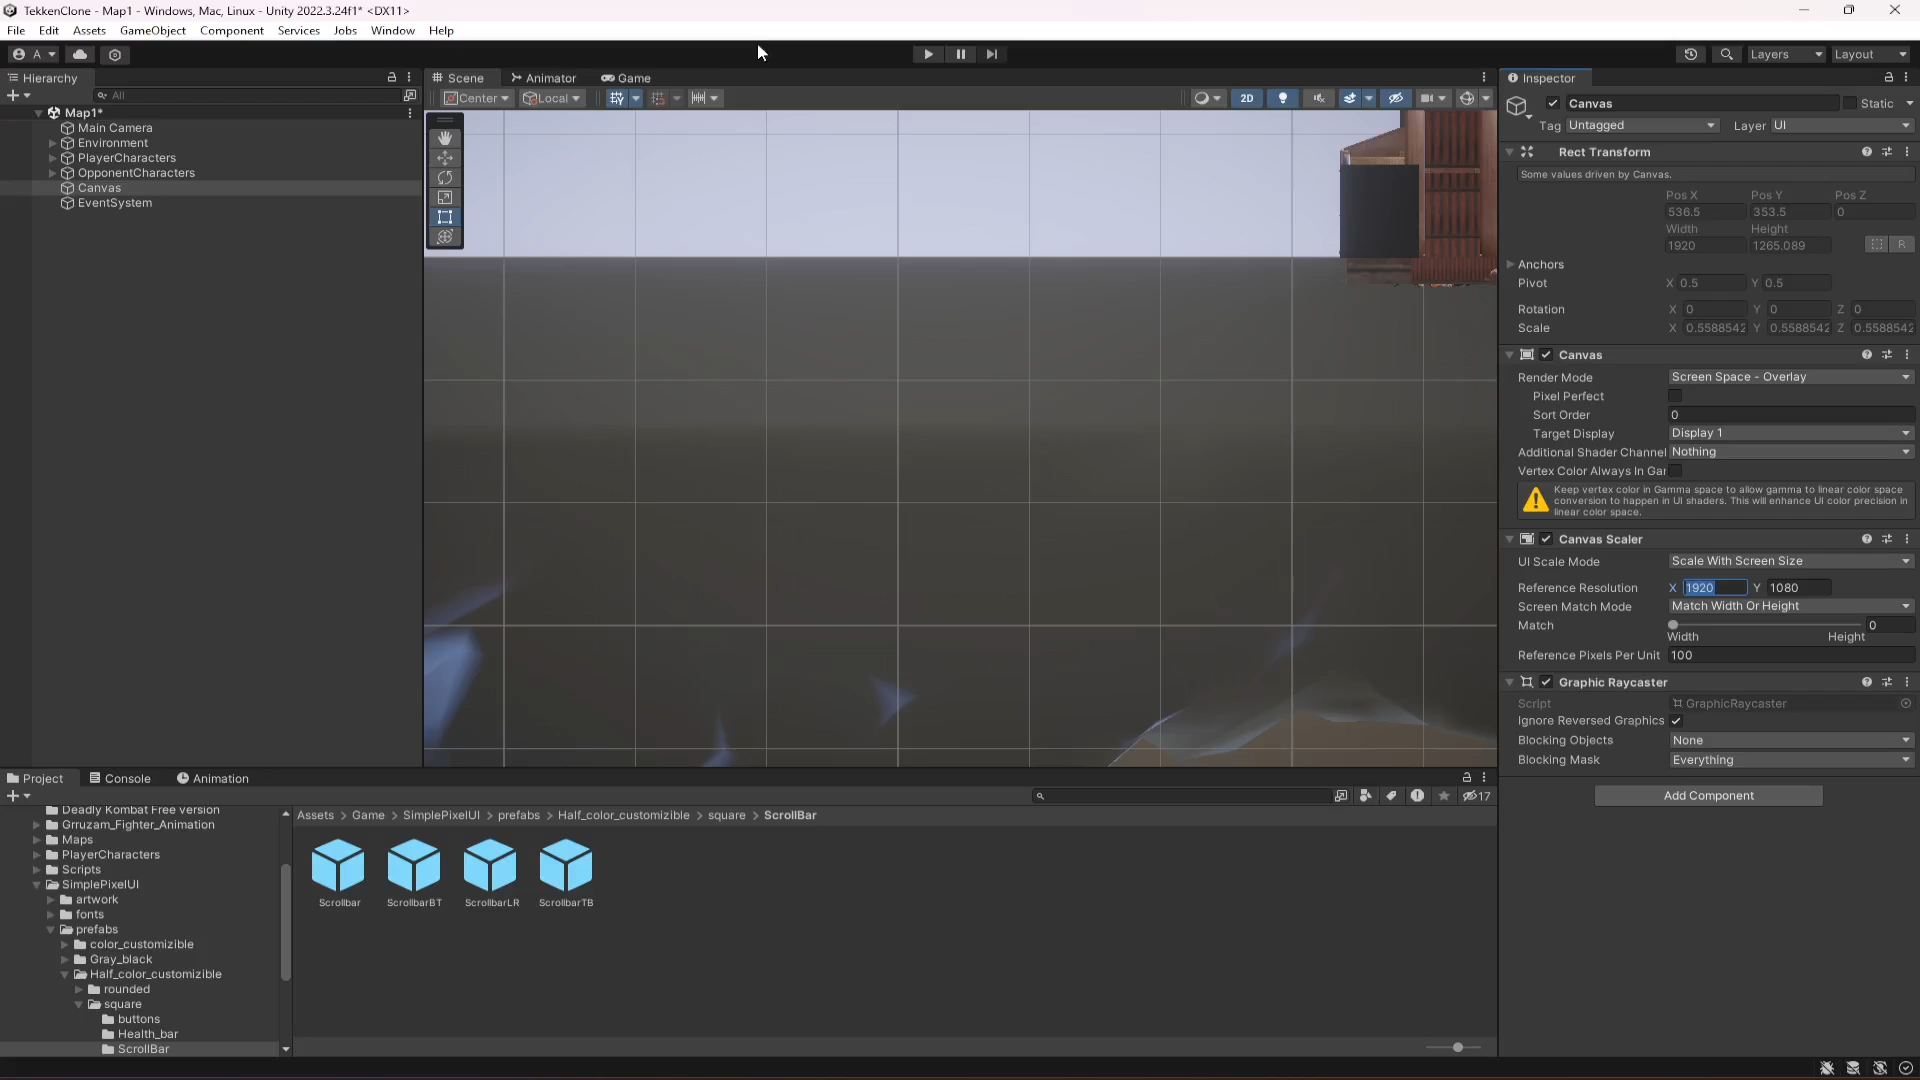 TekkenClone - Map1 - Windows, Mac, Linux - Unity 2022.3.24f1* <DX11>
File Edit Assets GameObject Component Services Jobs Window Help
A Layers Layout
Hierarchy
All
Map1*
Main Camera
Environment
PlayerCharacters
OpponentCharacters
Canvas
EventSystem
Scene Animator Game
Center Local 2D
Inspector
Canvas Static
Tag Untagged Layer UI
Rect Transform
Some values driven by Canvas.
Pos X Pos Y Pos Z
536.5 353.5 0
Width Height
1920 1265.089 R
Anchors
Pivot X 0.5 Y 0.5
Rotation X 0 Y 0 Z 0
Scale X 0.5588542 Y 0.5588542 Z 0.5588542
Canvas
Render Mode Screen Space - Overlay
Pixel Perfect
Sort Order 0
Target Display Display 1
Additional Shader Channel Nothing
Vertex Color Always In Gar
Keep vertex color in Gamma space to allow gamma to linear color space
conversion to happen in UI shaders. This will enhance UI color precision in
linear color space.
Canvas Scaler
UI Scale Mode Scale With Screen Size
Reference Resolution X 1920 Y 1080
Screen Match Mode Match Width Or Height
Match 0
Width Height
Reference Pixels Per Unit 100
Graphic Raycaster
Script GraphicRaycaster
Ignore Reversed Graphics
Blocking Objects None
Blocking Mask Everything
Add Component
Project Console Animation
17
Deadly Kombat Free version
Grruzam_Fighter_Animation
Maps
PlayerCharacters
Scripts
SimplePixelUI
artwork
fonts
prefabs
color_customizible
Gray_black
Half_color_customizible
rounded
square
buttons
Health_bar
ScrollBar
Assets > Game > SimplePixelUI > prefabs > Half_color_customizible > square > ScrollBar
Scrollbar ScrollbarBT ScrollbarLR ScrollbarTB